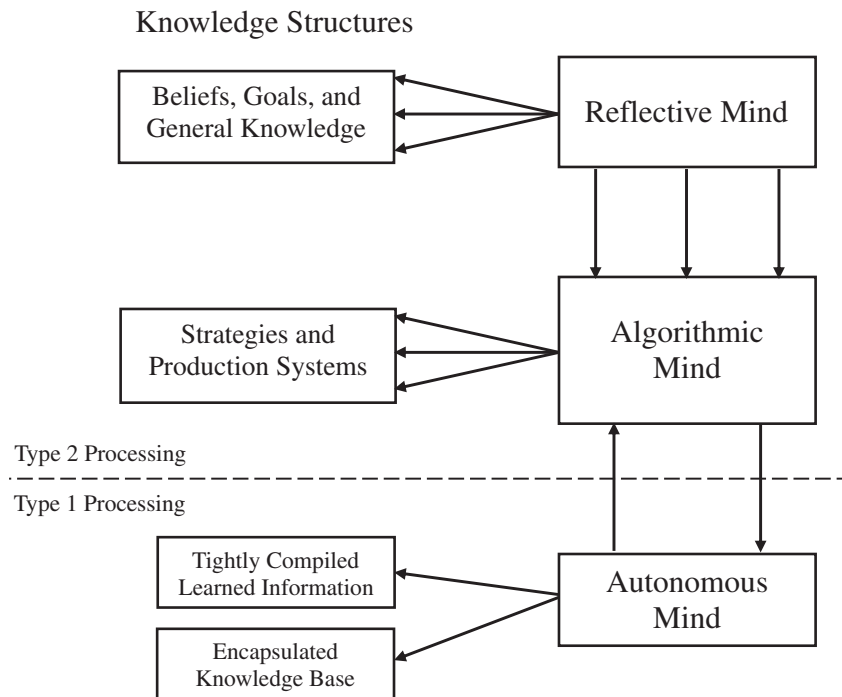 Knowledge Structures
Beliefs, Goals, and
General Knowledge
Reflective Mind
Strategies and
Production Systems
Algorithmic
Mind
Type 2 Processing
Type 1 Processing
Tightly Compiled
Learned Information
Autonomous
Mind
Encapsulated
Knowledge Base